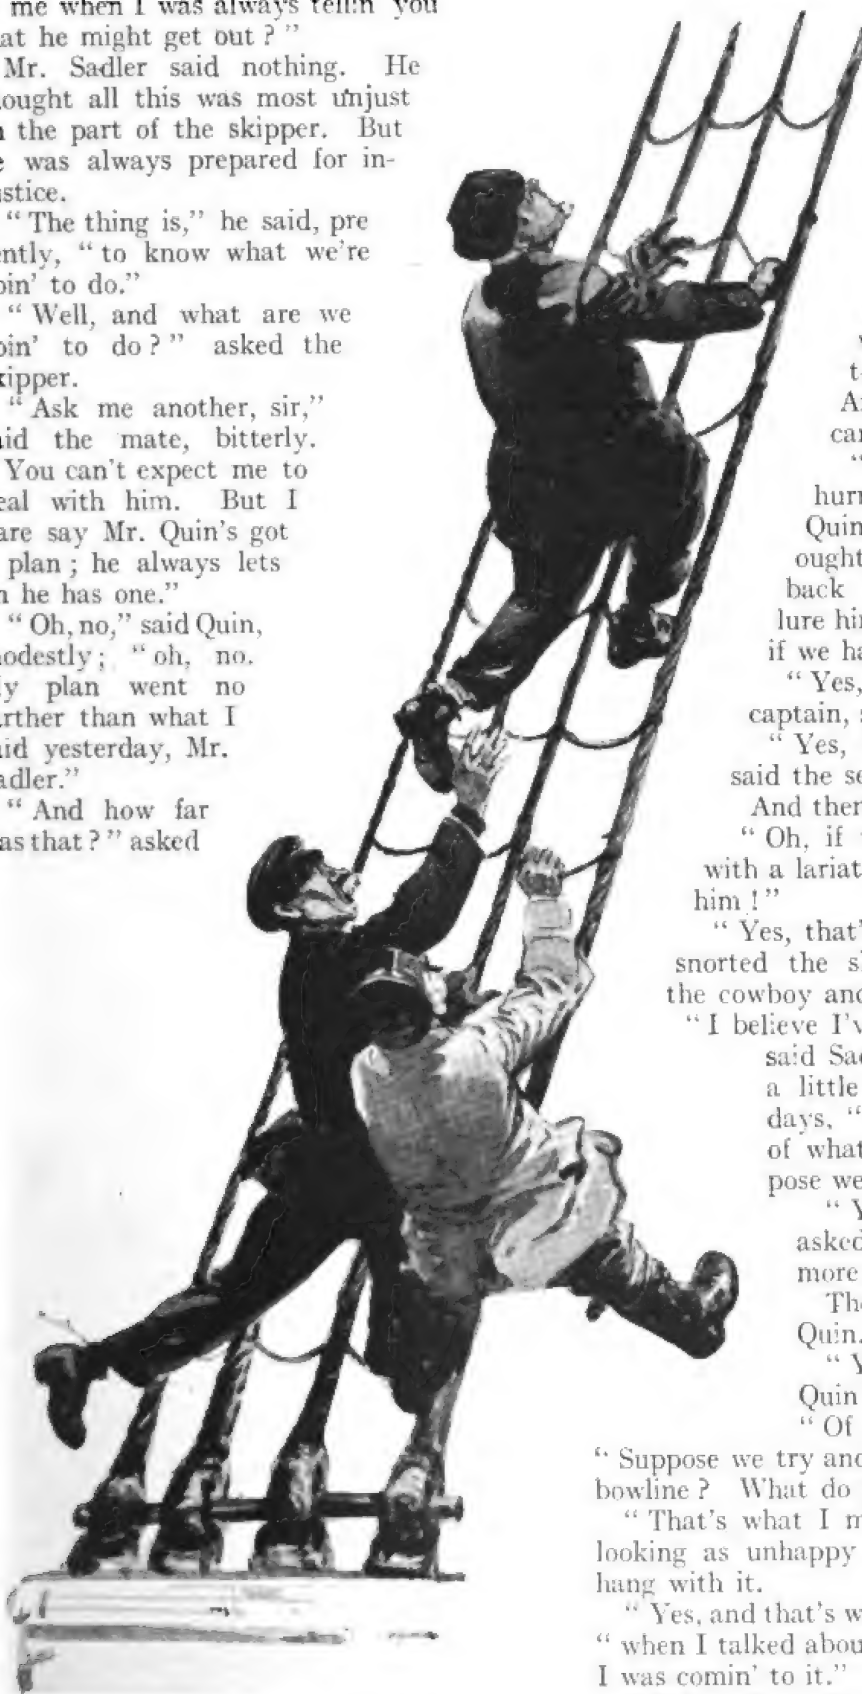 me when I was always tellin' you
at he might get out ? "
Mr. Sadler said nothing. He
ought all this was most unjust
n the part of the skipper. But
e was always prepared for in-
stice.
" The thing is," he said, pre
ently, " to know what we're
oin' to do."
" Well, and what are we
oin' to do ? " asked the
kipper.
" Ask me another, sir,"
aid the mate, bitterly.
You can't expect me to
eal with him. But I
are say Mr. Quin's got
plan ; he always lets
n he has one."
" Oh, no," said Quin,
odestly ; " oh, no.
y plan went no
rther than what I
aid yesterday, Mr.
adler."
" And how far
as that ? " asked
t
A
can
"
hurr
Quin
ought
back
lure hi
if we ha
" Yes,
captain, s
" Yes,
said the se
And then
" Oh, if
with a lariat
him ! "
" Yes, that'
snorted the s
the cowboy and
" I believe I'v
said Sad
a little
days, "
of what
pose we
" Y
asked
more
The
Quin.
" Y
Quin
" Of
" Suppose we try and
bowline ? What do
" That's what I m
looking as unhappy
hang with it.
" Yes, and that's w
" when I talked abou
I was comin' to it."